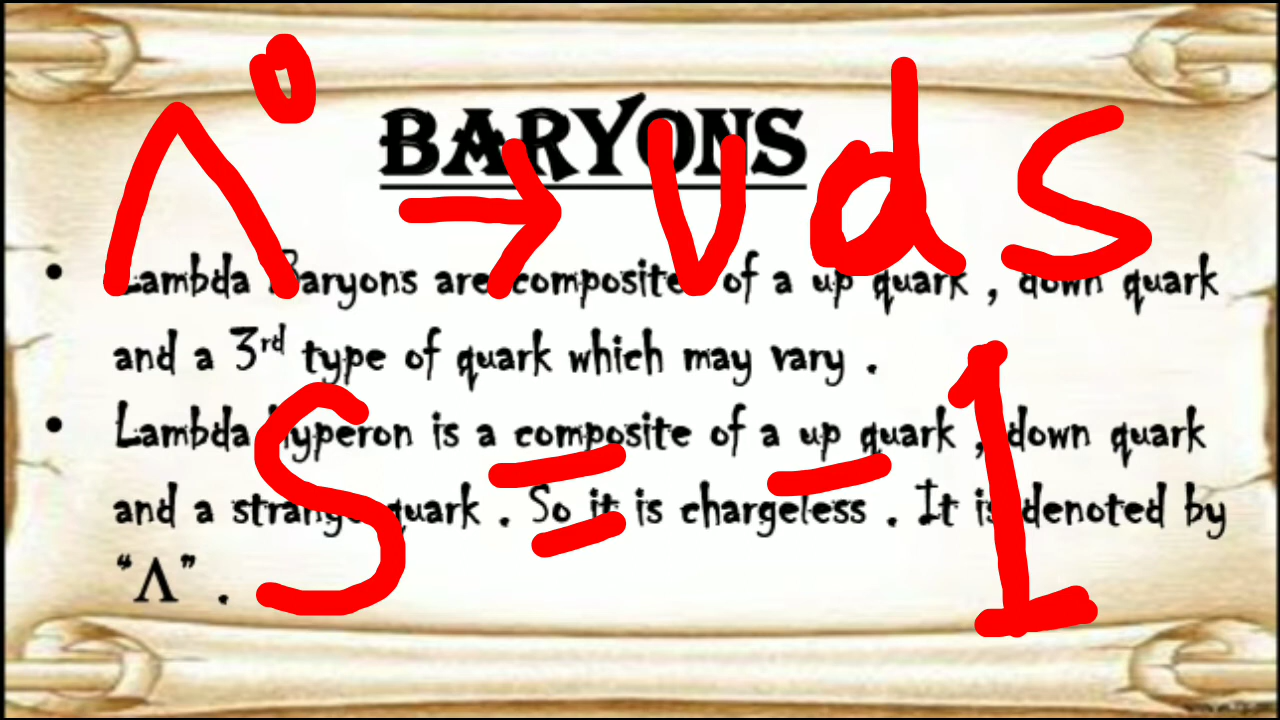 Λ⁰ → u d s
BARYONS
Lambda Baryons are composite of a up quark , down quark
and a 3rd type of quark which may vary .
Lambda hyperon is a composite of a up quark , down quark
and a strange quark . So it is chargeless . It is denoted by
“Λ” .
S = -1